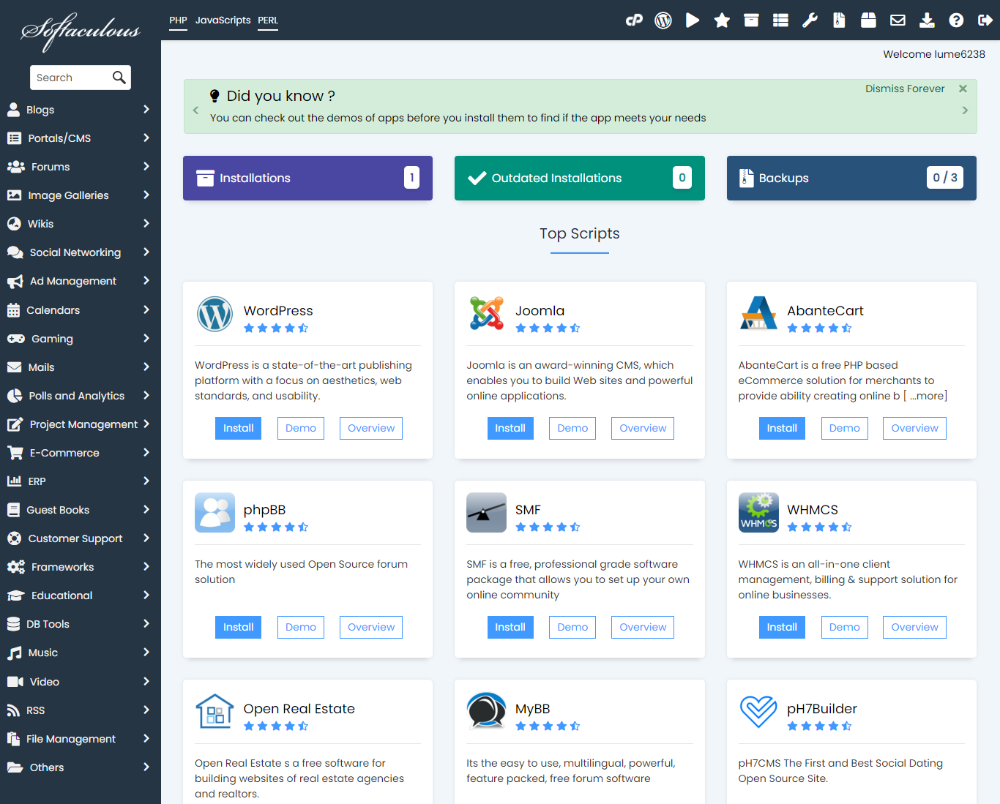 Softaculous
PHP JavaScripts PERL
Welcome lume6238
Search
Blogs
Portals/CMS
Forums
Image Galleries
Wikis
Social Networking
Ad Management
Calendars
Gaming
Mails
Polls and Analytics
Project Management
E-Commerce
ERP
Guest Books
Customer Support
Frameworks
Educational
DB Tools
Music
Video
RSS
File Management
Others
Did you know ?
Dismiss Forever
You can check out the demos of apps before you install them to find if the app meets your needs
Installations 1
Outdated Installations 0
Backups 0 / 3
Top Scripts
WordPress
WordPress is a state-of-the-art publishing
platform with a focus on aesthetics, web
standards, and usability.
Install Demo Overview
Joomla
Joomla is an award-winning CMS, which
enables you to build Web sites and powerful
online applications.
Install Demo Overview
AbanteCart
AbanteCart is a free PHP based
eCommerce solution for merchants to
provide ability creating online b [ ...more]
Install Demo Overview
phpBB
The most widely used Open Source forum
solution
Install Demo Overview
SMF
SMF is a free, professional grade software
package that allows you to set up your own
online community
Install Demo Overview
WHMCS
WHMCS
WHMCS is an all-in-one client
management, billing & support solution for
online businesses.
Install Demo Overview
Open Real Estate
Open Real Estate s a free software for
building websites of real estate agencies
and realtors.
MyBB
Its the easy to use, multilingual, powerful,
feature packed, free forum software
pH7Builder
pH7CMS The First and Best Social Dating
Open Source Site.